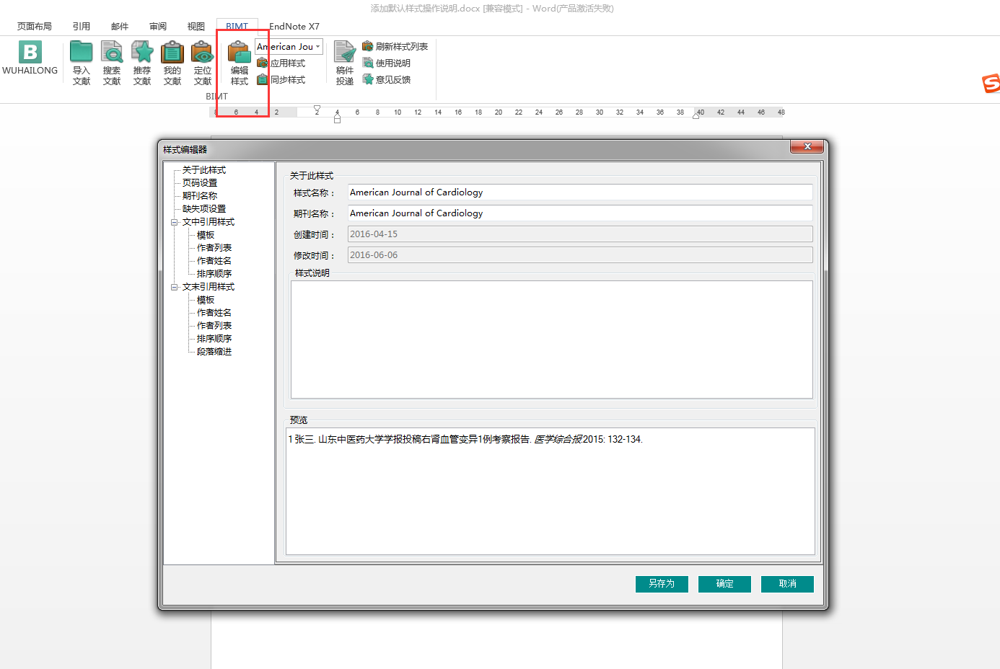 添加默认样式操作说明.docx [兼容模式] - Word(产品激活失败)
页面布局 引用 邮件 审阅 视图 BIMT EndNote X7
B
WUHAILONG
导入
文献
搜索
文献
推荐
文献
我的
文献
定位
文献
编辑
样式
American Jou
应用样式
同步样式
稿件
投递
刷新样式列表
使用说明
意见反馈
BIMT
8 6 4 2 2 4 6 8 10 12 14 16 18 20 22 24 26 28 30 32 34 36 38 40 42 44 46 48
样式编辑器
关于此样式
页码设置
期刊名称
缺失项设置
文中引用样式
模板
作者列表
作者姓名
排序顺序
文末引用样式
模板
作者姓名
作者列表
排序顺序
段落缩进
关于此样式
样式名称： American Journal of Cardiology
期刊名称： American Journal of Cardiology
创建时间： 2016-04-15
修改时间： 2016-06-06
样式说明
预览
1 张三. 山东中医药大学学报投稿右肾血管变异1例考察报告. 医学综合报.2015: 132-134.
另存为 确定 取消